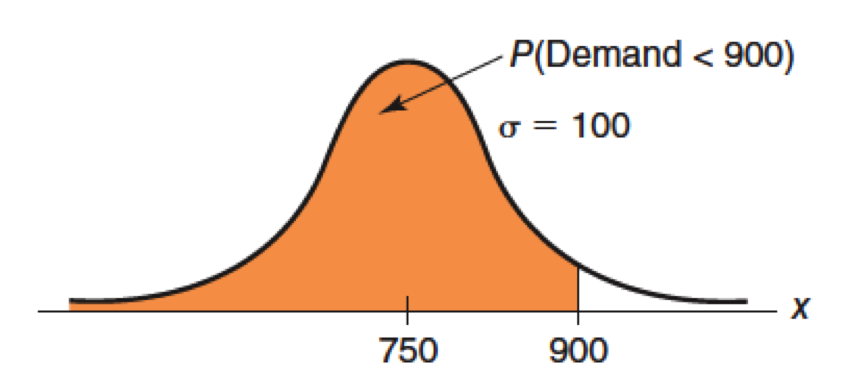 P(Demand < 900)
σ = 100
x
750 900